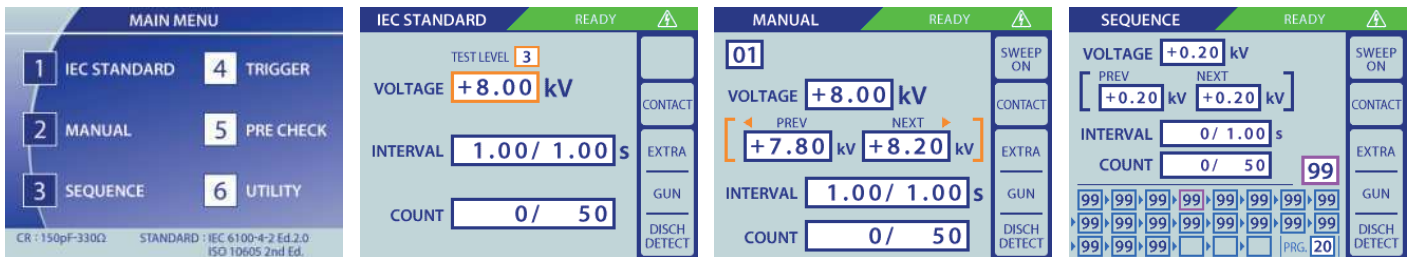 MAIN MENU
1 IEC STANDARD
4 TRIGGER
2 MANUAL
5 PRE CHECK
3 SEQUENCE
6 UTILITY
CR : 150pF-330Ω STANDARD : IEC 6100-4-2 Ed.2.0
ISO 10605 2nd Ed.
IEC STANDARD READY
TEST LEVEL 3
VOLTAGE +8.00 kV
INTERVAL 1.00/ 1.00 s
COUNT 0/ 50
CONTACT
EXTRA
GUN
DISCH
DETECT
MANUAL READY
01
VOLTAGE +8.00 kV
PREV NEXT
+7.80 kV +8.20 kV
INTERVAL 1.00/ 1.00 s
COUNT 0/ 50
SWEEP
ON
CONTACT
EXTRA
GUN
DISCH
DETECT
SEQUENCE READY
VOLTAGE +0.20 kV
PREV NEXT
+0.20 kV +0.20 kV
INTERVAL 0/ 1.00 s
COUNT 0/ 50
99
99 99 99 99 99 99 99 99
99 99 99 99 99 99 99 99
99 99 99 PRG. 20
SWEEP
ON
CONTACT
EXTRA
GUN
DISCH
DETECT